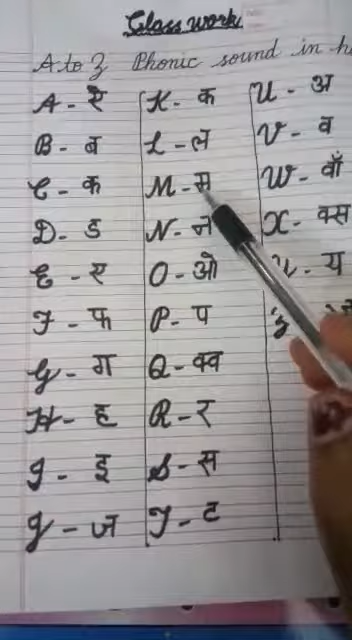 Class work
A to Z Phonic sound in
A - ऐ
B - ब
C - क
D - ड
E - ए
F - फ
G - ग
H - ह
I - इ
J - ज
K - क
L - ल
M - म
N - न
O - ओ
P - प
Q - क्व
R - र
S - स
T - ट
U - अ
V - व
W - वॉ
X - क्स
Y - य
Z